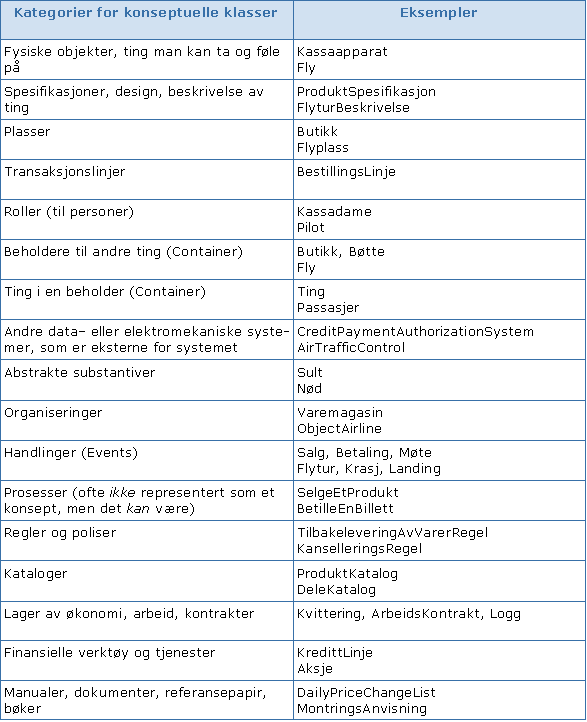 Kategorier for konseptuelle klasser
Eksempler
Fysiske objekter, ting man kan ta og føle
på
Kassaapparat
Fly
Spesifikasjoner, design, beskrivelse av
ting
ProduktSpesifikasjon
FlyturBeskrivelse
Plasser
Butikk
Flyplass
Transaksjonslinjer
BestillingsLinje
Roller (til personer)
Kassadame
Pilot
Beholdere til andre ting (Container)
Butikk, Bøtte
Fly
Ting i en beholder (Container)
Ting
Passasjer
Andre data- eller elektromekaniske syste-
mer, som er eksterne for systemet
CreditPaymentAuthorizationSystem
AirTrafficControl
Abstrakte substantiver
Sult
Nød
Organiseringer
Varemagasin
ObjectAirline
Handlinger (Events)
Salg, Betaling, Møte
Flytur, Krasj, Landing
Prosesser (ofte ikke representert som et
konsept, men det kan være)
SelgeEtProdukt
BetilleEnBillett
Regler og poliser
TilbakeleveringAvVarerRegel
KanselleringsRegel
Kataloger
ProduktKatalog
DeleKatalog
Lager av økonomi, arbeid, kontrakter
Kvittering, ArbeidsKontrakt, Logg
Finansielle verktøy og tjenester
KredittLinje
Aksje
Manualer, dokumenter, referansepapir,
bøker
DailyPriceChangeList
MontringsAnvisning